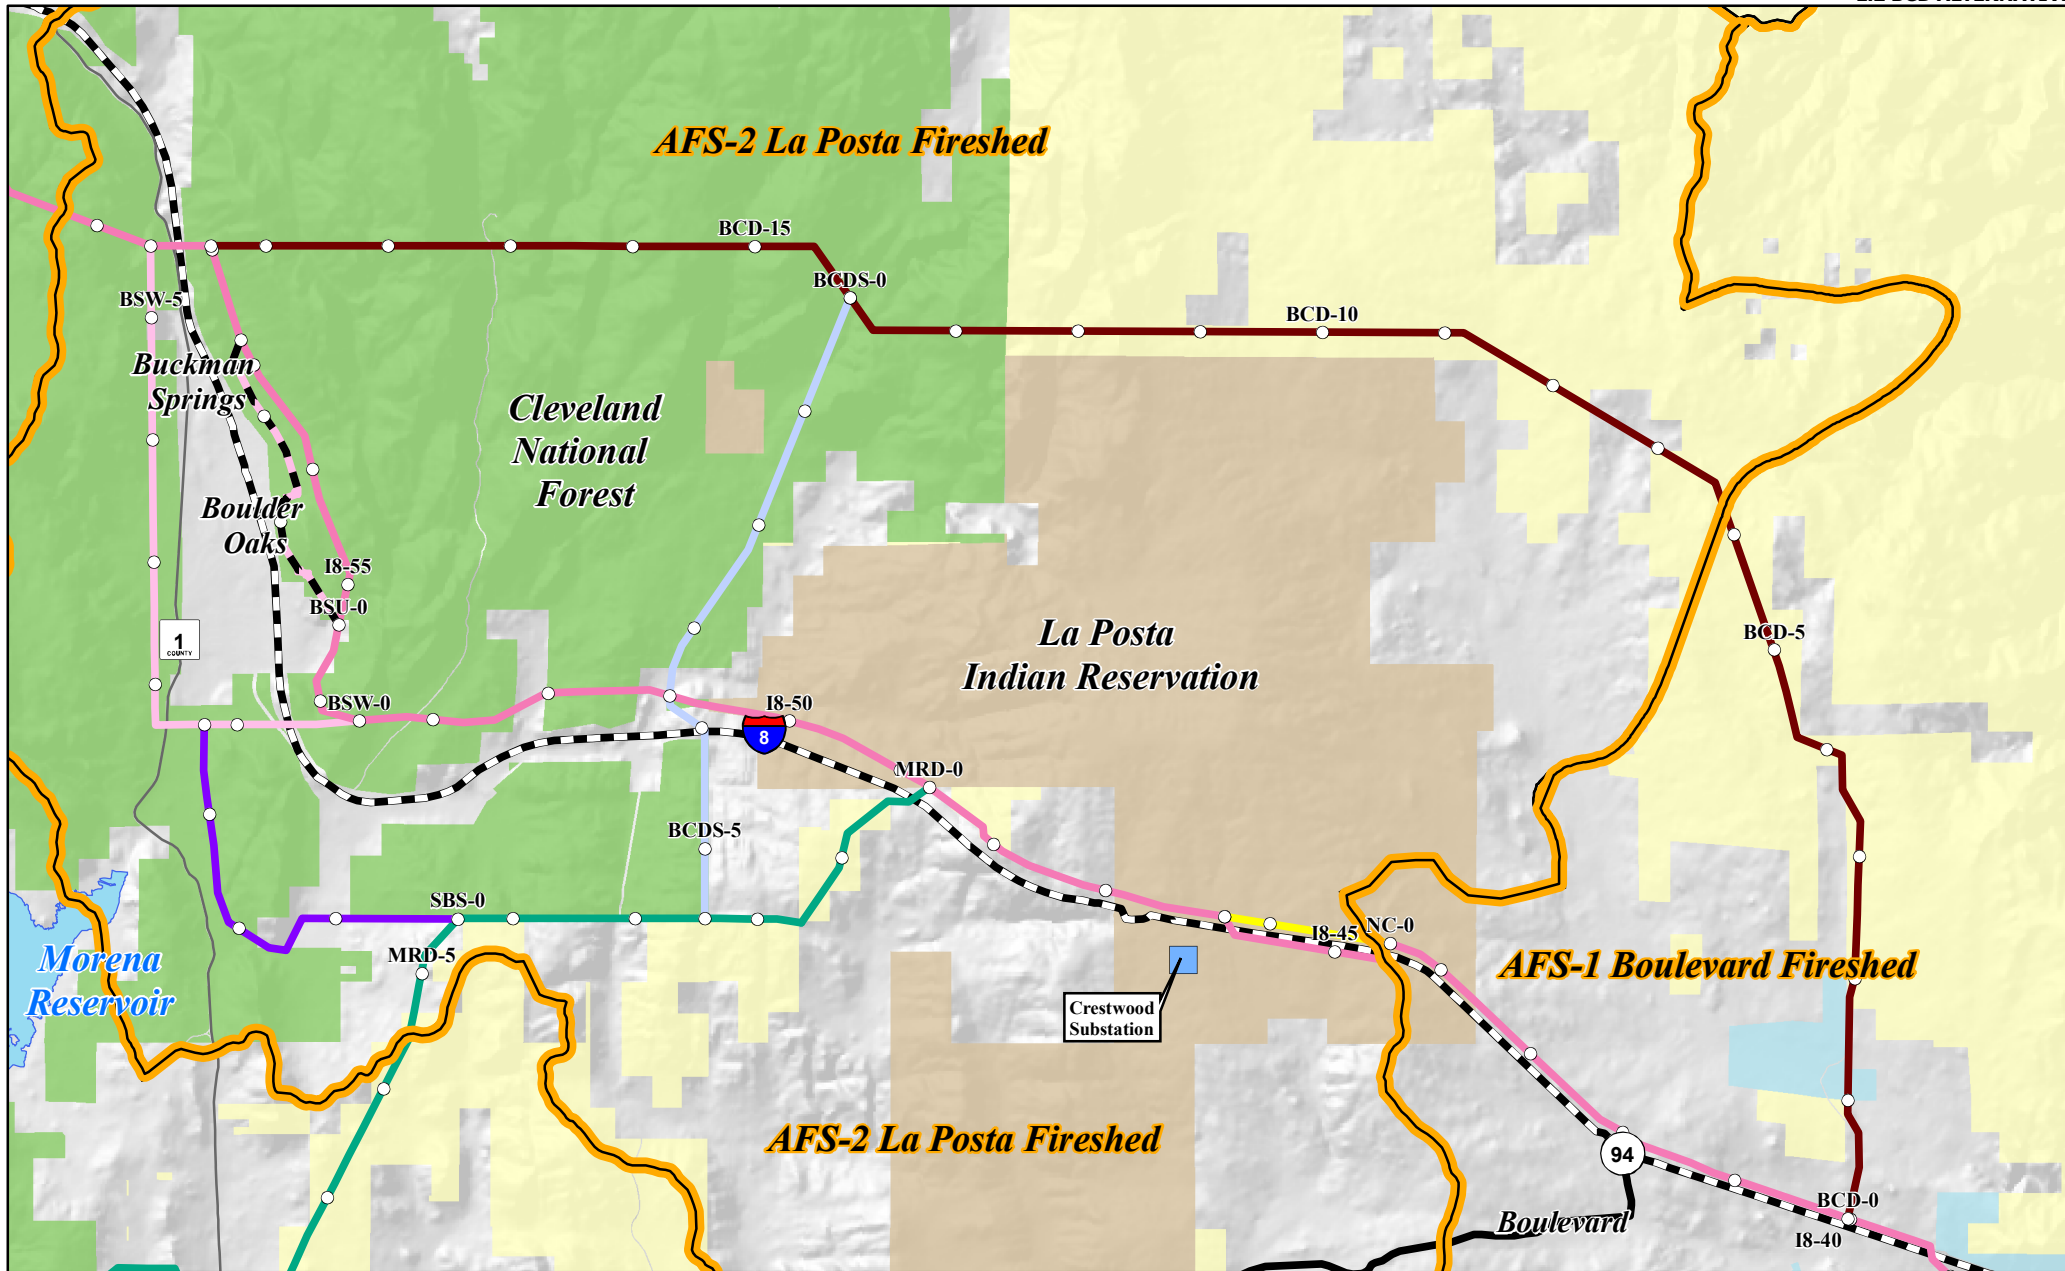 AFS-2 La Posta Fireshed
BCD-15
BCDS-0
BSW-5
BCD-10
Buckman
Springs
Cleveland
National
Forest
Boulder
Oaks
I8-55
BSU-0
1
COUNTY
La Posta
Indian Reservation
BCD-5
BSW-0
I8-50
8
MRD-0
BCDS-5
SBS-0
MRD-5
I8-45
NC-0
Morena
Reservoir
AFS-1 Boulevard Fireshed
Crestwood
Substation
AFS-2 La Posta Fireshed
94
BCD-0
Boulevard
I8-40